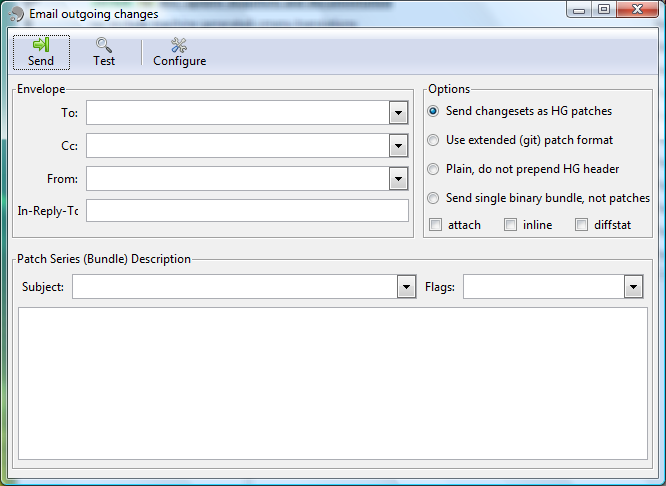 Email outgoing changes
Send Test Configure
Envelope
To:
Cc:
From:
In-Reply-To
Options
Send changesets as HG patches
Use extended (git) patch format
Plain, do not prepend HG header
Send single binary bundle, not patches
attach inline diffstat
Patch Series (Bundle) Description
Subject: Flags: